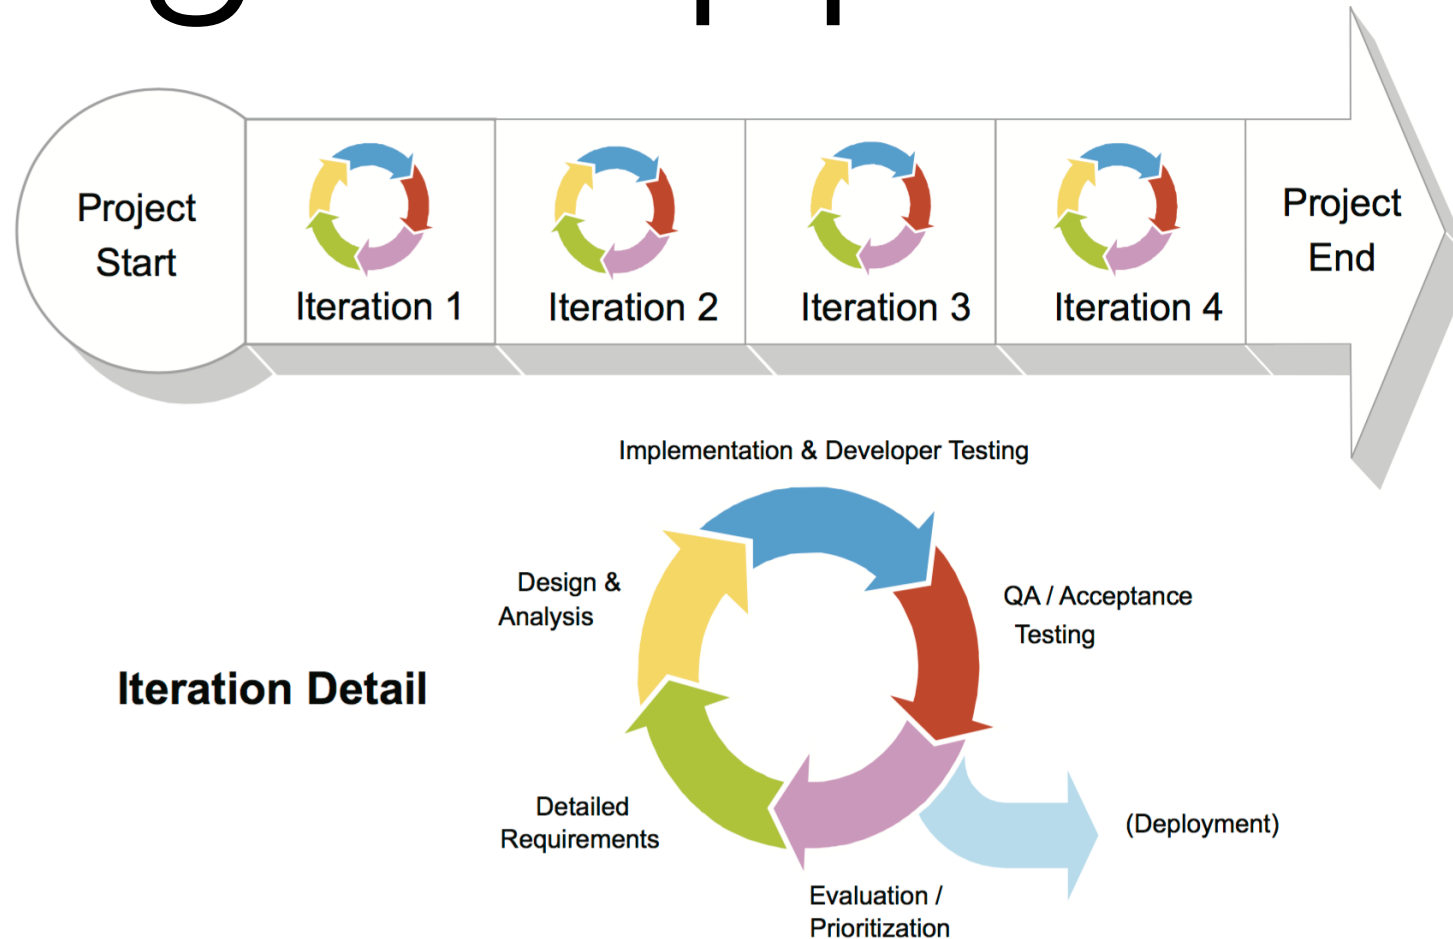 Project
Start
Iteration 1
Iteration 2
Iteration 3
Iteration 4
Project
End
Implementation & Developer Testing
Design &
Analysis
QA / Acceptance
Testing
Iteration Detail
Detailed
Requirements
(Deployment)
Evaluation /
Prioritization